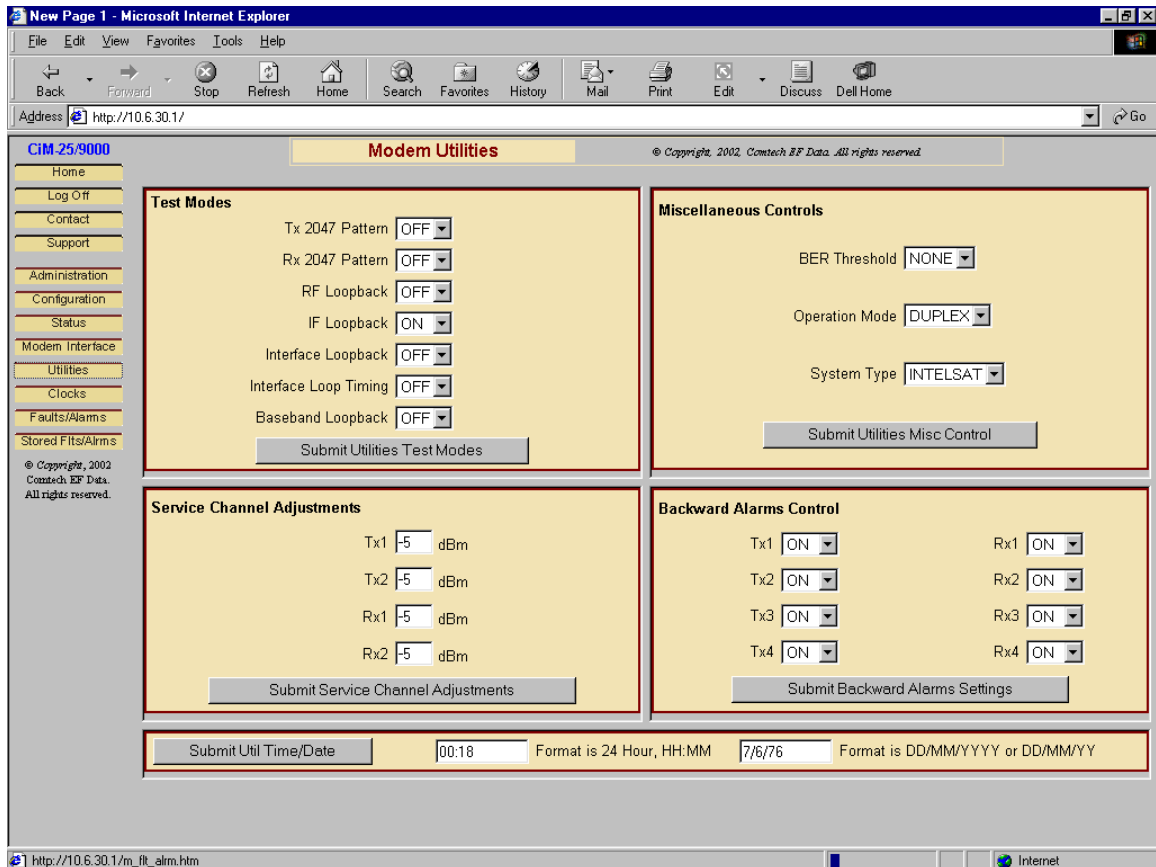 New Page 1 - Microsoft Internet Explorer
File Edit View Favorites Tools Help
Back Forward Stop Refresh Home Search Favorites History Mail Print Edit Discuss Dell Home
Address http://10.6.30.1/ Go
CiM-25/9000
Home
Log Off
Contact
Support
Administration
Configuration
Status
Modem Interface
Utilities
Clocks
Faults/Alarms
Stored Flts/Alrms
© Copyright, 2002
Comtech EF Data.
All rights reserved.
Modem Utilities
© Copyright, 2002, Comtech EF Data. All rights reserved.
Test Modes
Tx 2047 Pattern OFF
Rx 2047 Pattern OFF
RF Loopback OFF
IF Loopback ON
Interface Loopback OFF
Interface Loop Timing OFF
Baseband Loopback OFF
Submit Utilities Test Modes
Miscellaneous Controls
BER Threshold NONE
Operation Mode DUPLEX
System Type INTELSAT
Submit Utilities Misc Control
Service Channel Adjustments
Tx1 -5 dBm
Tx2 -5 dBm
Rx1 -5 dBm
Rx2 -5 dBm
Submit Service Channel Adjustments
Backward Alarms Control
Tx1 ON Rx1 ON
Tx2 ON Rx2 ON
Tx3 ON Rx3 ON
Tx4 ON Rx4 ON
Submit Backward Alarms Settings
Submit Util Time/Date 00:18 Format is 24 Hour, HH:MM 7/6/76 Format is DD/MM/YYYY or DD/MM/YY
http://10.6.30.1/m_flt_alrm.htm Internet